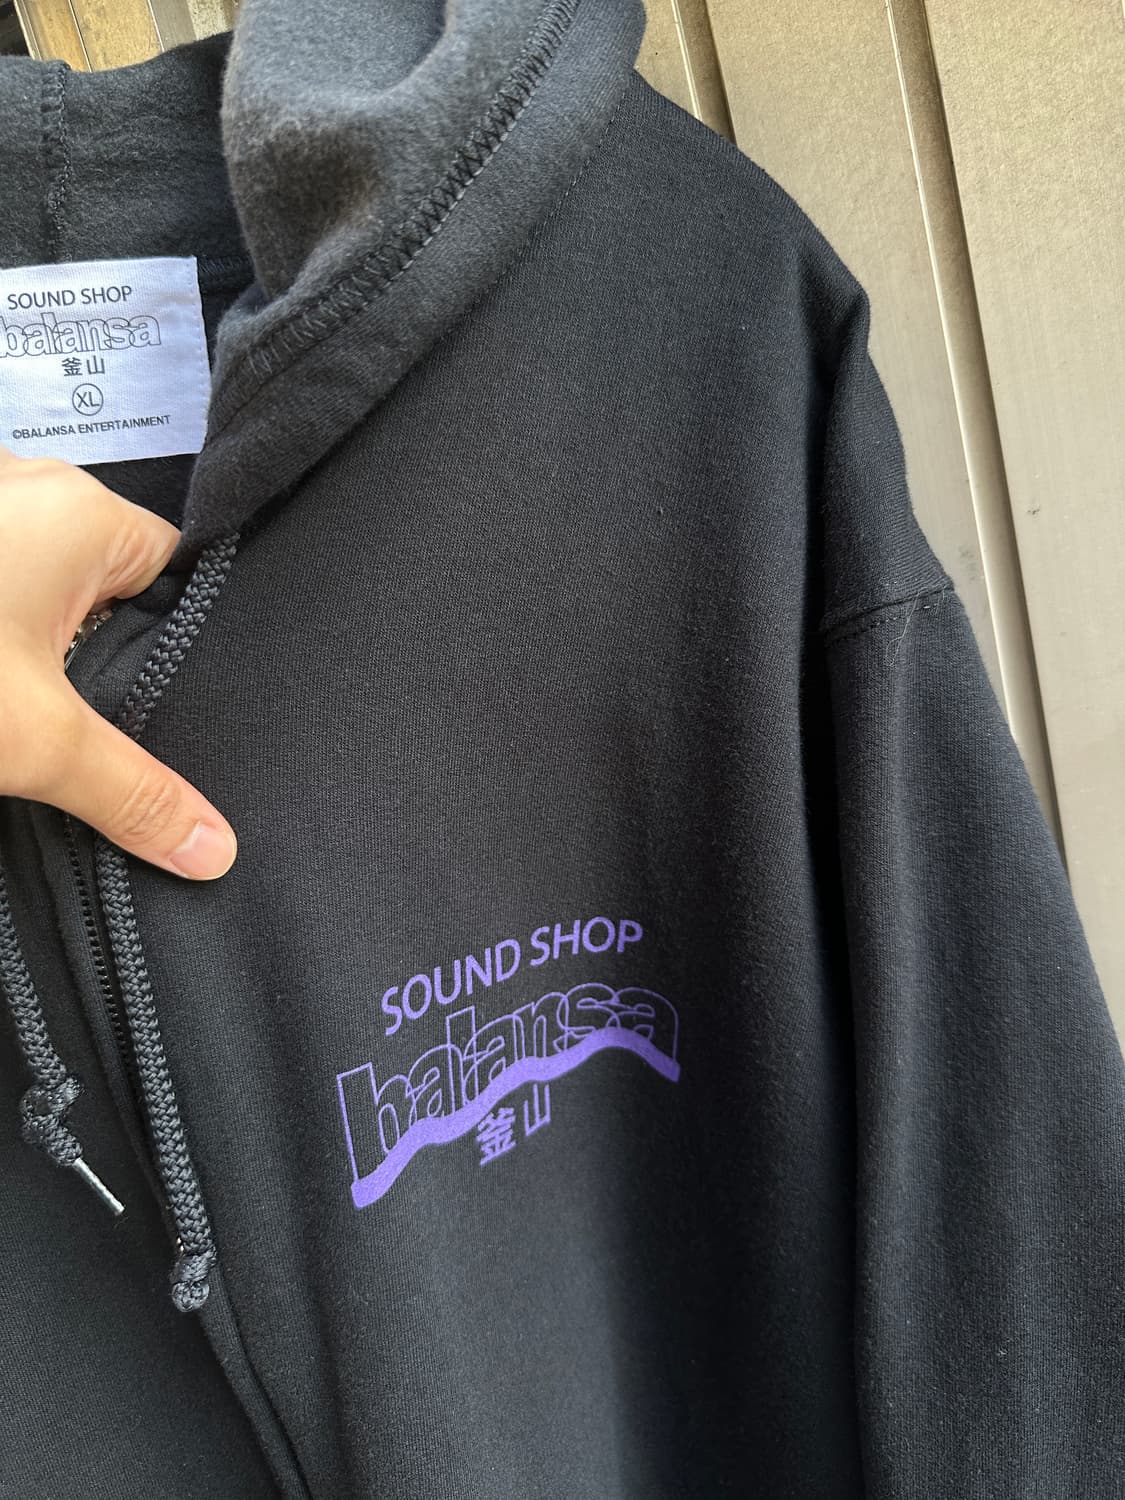 SOUND SHOP
balansa
釜山
XL
©BALANSA ENTERTAINMENT
SOUND SHOP
balansa
釜山